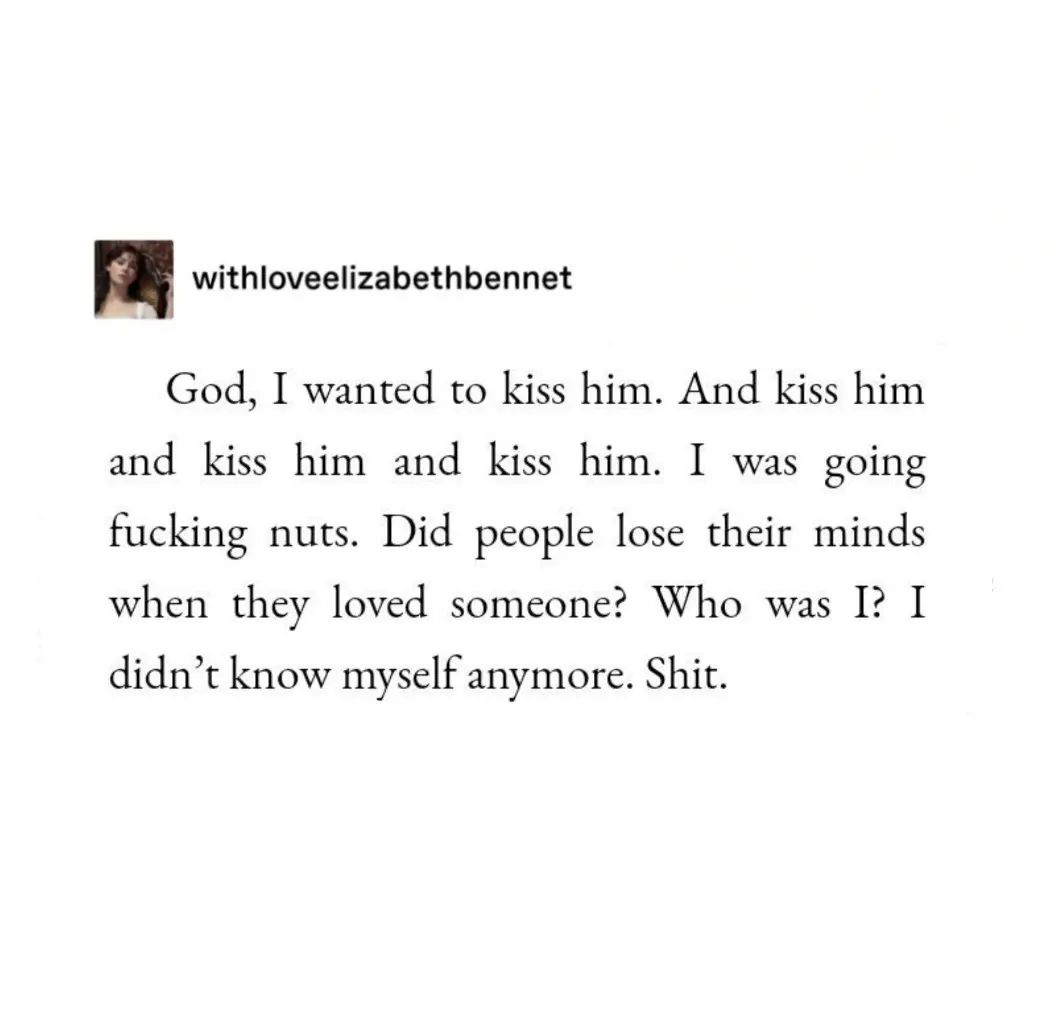 withloveelizabethbennet
God, I wanted to kiss him. And kiss him
and kiss him and kiss him. I was going
fucking nuts. Did people lose their minds
when they loved someone? Who was I? I
didn’t know myself anymore. Shit.